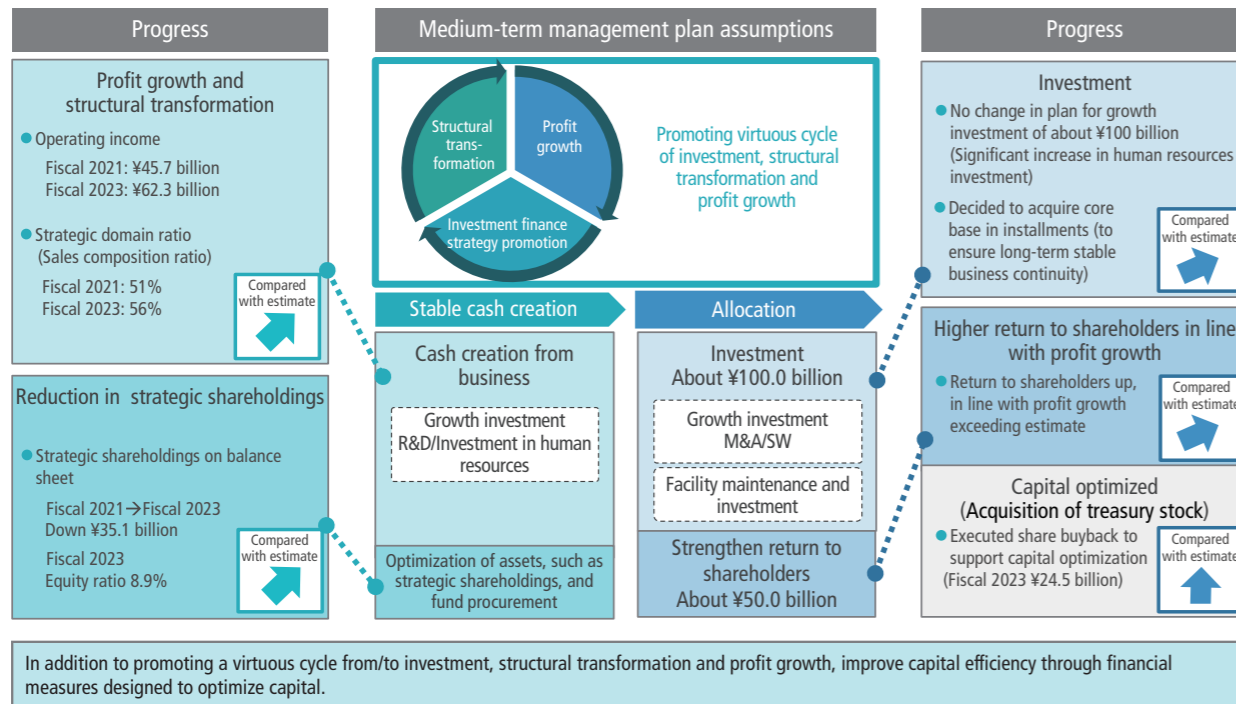 Progress
Profit growth and
structural transformation
Operating income
Fiscal 2021: ¥45.7 billion
Fiscal 2023: ¥62.3 billion
Strategic domain ratio
(Sales composition ratio)
Fiscal 2021: 51%
Fiscal 2023: 56%
Compared
with estimate
Reduction in strategic shareholdings
Strategic shareholdings on balance
sheet
Fiscal 2021→Fiscal 2023
Down ¥35.1 billion
Fiscal 2023
Equity ratio 8.9%
Compared
with estimate
Medium-term management plan assumptions
Structural
trans-
formation
Profit
growth
Investment finance
strategy promotion
Promoting virtuous cycle
of investment, structural
transformation and
profit growth
Stable cash creation
Cash creation from
business
Growth investment
R&D/Investment in human
resources
Optimization of assets, such as
strategic shareholdings, and
fund procurement
Allocation
Investment
About ¥100.0 billion
Growth investment
M&A/SW
Facility maintenance and
investment
Strengthen return to
shareholders
About ¥50.0 billion
Progress
Investment
No change in plan for growth
investment of about ¥100 billion
(Significant increase in human resources
investment)
Decided to acquire core
base in installments (to
ensure long-term stable
business continuity)
Compared
with estimate
Higher return to shareholders in line
with profit growth
Return to shareholders up,
in line with profit growth
exceeding estimate
Compared
with estimate
Capital optimized
(Acquisition of treasury stock)
Executed share buyback to
support capital optimization
(Fiscal 2023 ¥24.5 billion)
Compared
with estimate
In addition to promoting a virtuous cycle from/to investment, structural transformation and profit growth, improve capital efficiency through financial
measures designed to optimize capital.